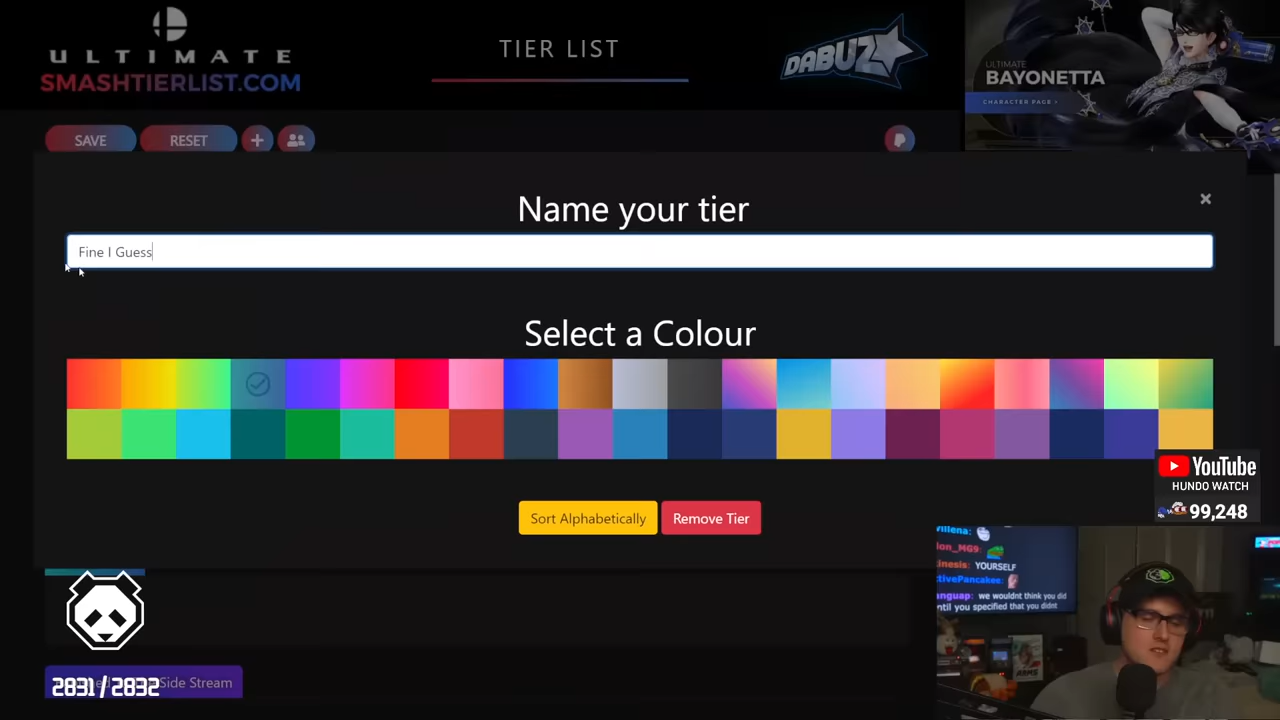 ULTIMATE
SMASHTIERLIST.COM
TIER LIST
DABUZ
ULTIMATE
BAYONETTA
CHARACTER PAGE
SAVE
RESET
Name your tier
Fine I Guess
Select a Colour
Sort Alphabetically
Remove Tier
YouTube
HUNDO WATCH
99,248
YOURSELF
we wouldnt think you did
until you specified that you didnt
2831 / 2832
Side Stream